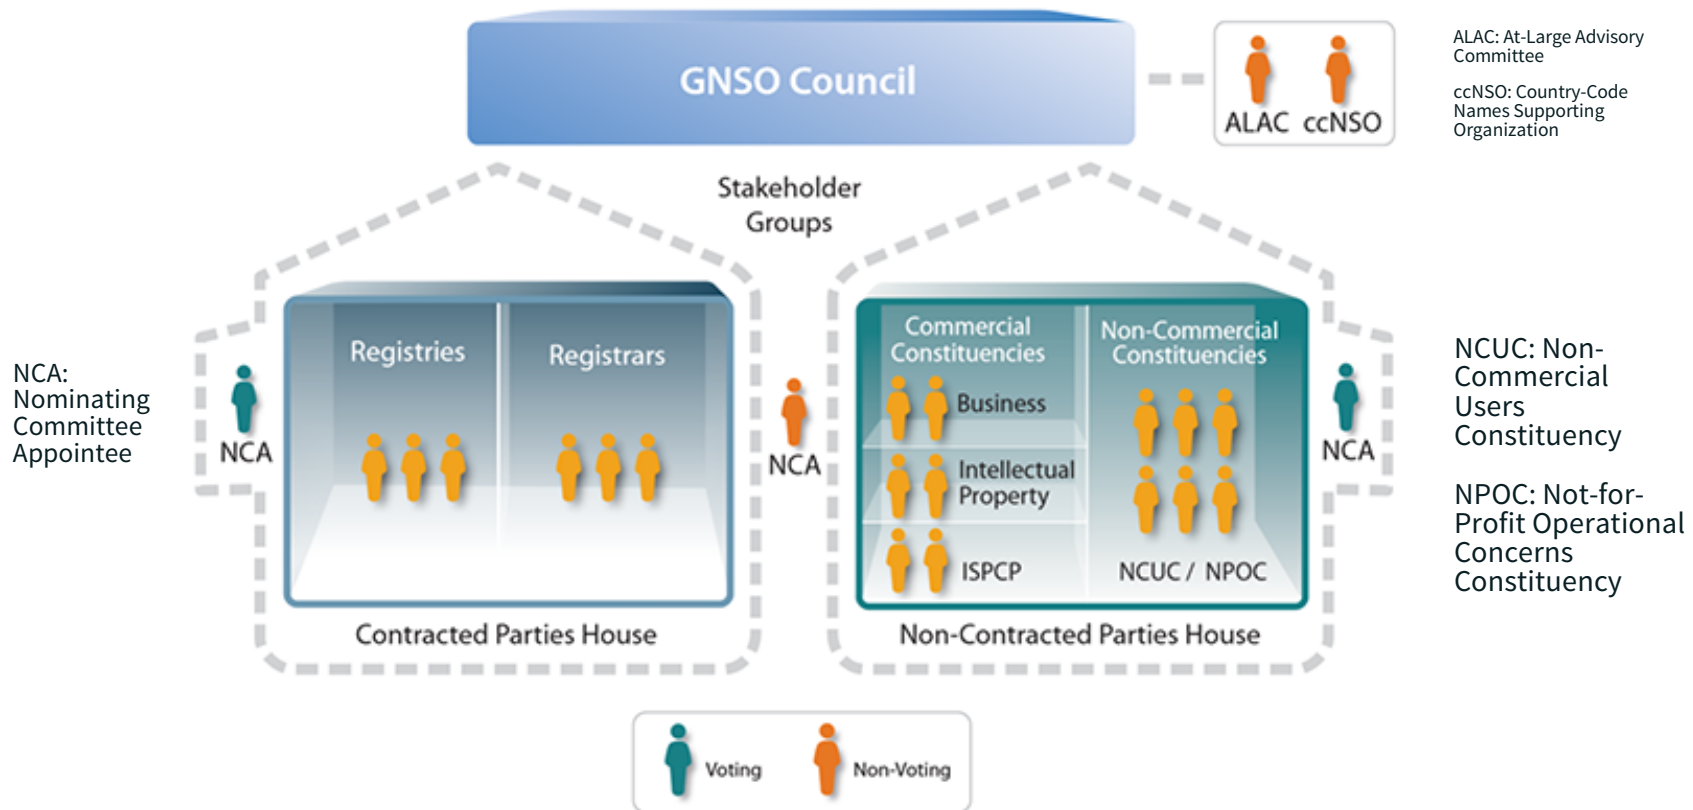 GNSO Council
ALAC ccNSO
ALAC: At-Large Advisory
Committee
ccNSO: Country-Code
Names Supporting
Organization
Stakeholder
Groups
NCA:
Nominating
Committee
Appointee
NCA
Registries
Registrars
Contracted Parties House
NCA
Commercial
Constituencies
Business
Intellectual
Property
ISPCP
Non-Commercial
Constituencies
NCUC / NPOC
Non-Contracted Parties House
NCA
NCUC: Non-
Commercial
Users
Constituency
NPOC: Not-for-
Profit Operational
Concerns
Constituency
Voting
Non-Voting